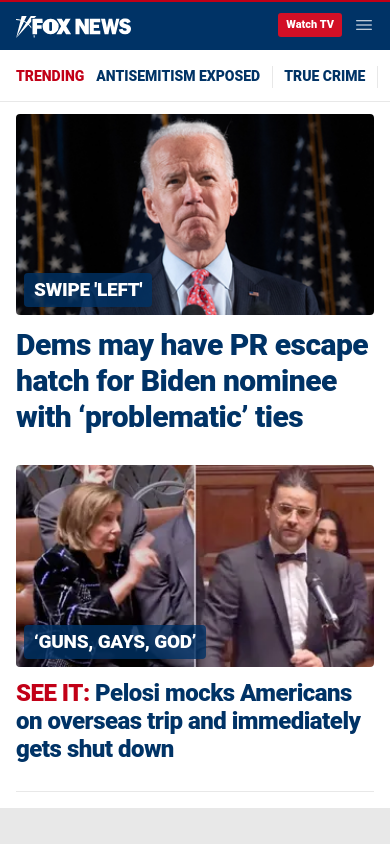 FOX NEWS
Watch TV
TRENDING ANTISEMITISM EXPOSED TRUE CRIME
SWIPE 'LEFT'
Dems may have PR escape
hatch for Biden nominee
with ‘problematic’ ties
‘GUNS, GAYS, GOD’
SEE IT: Pelosi mocks Americans
on overseas trip and immediately
gets shut down